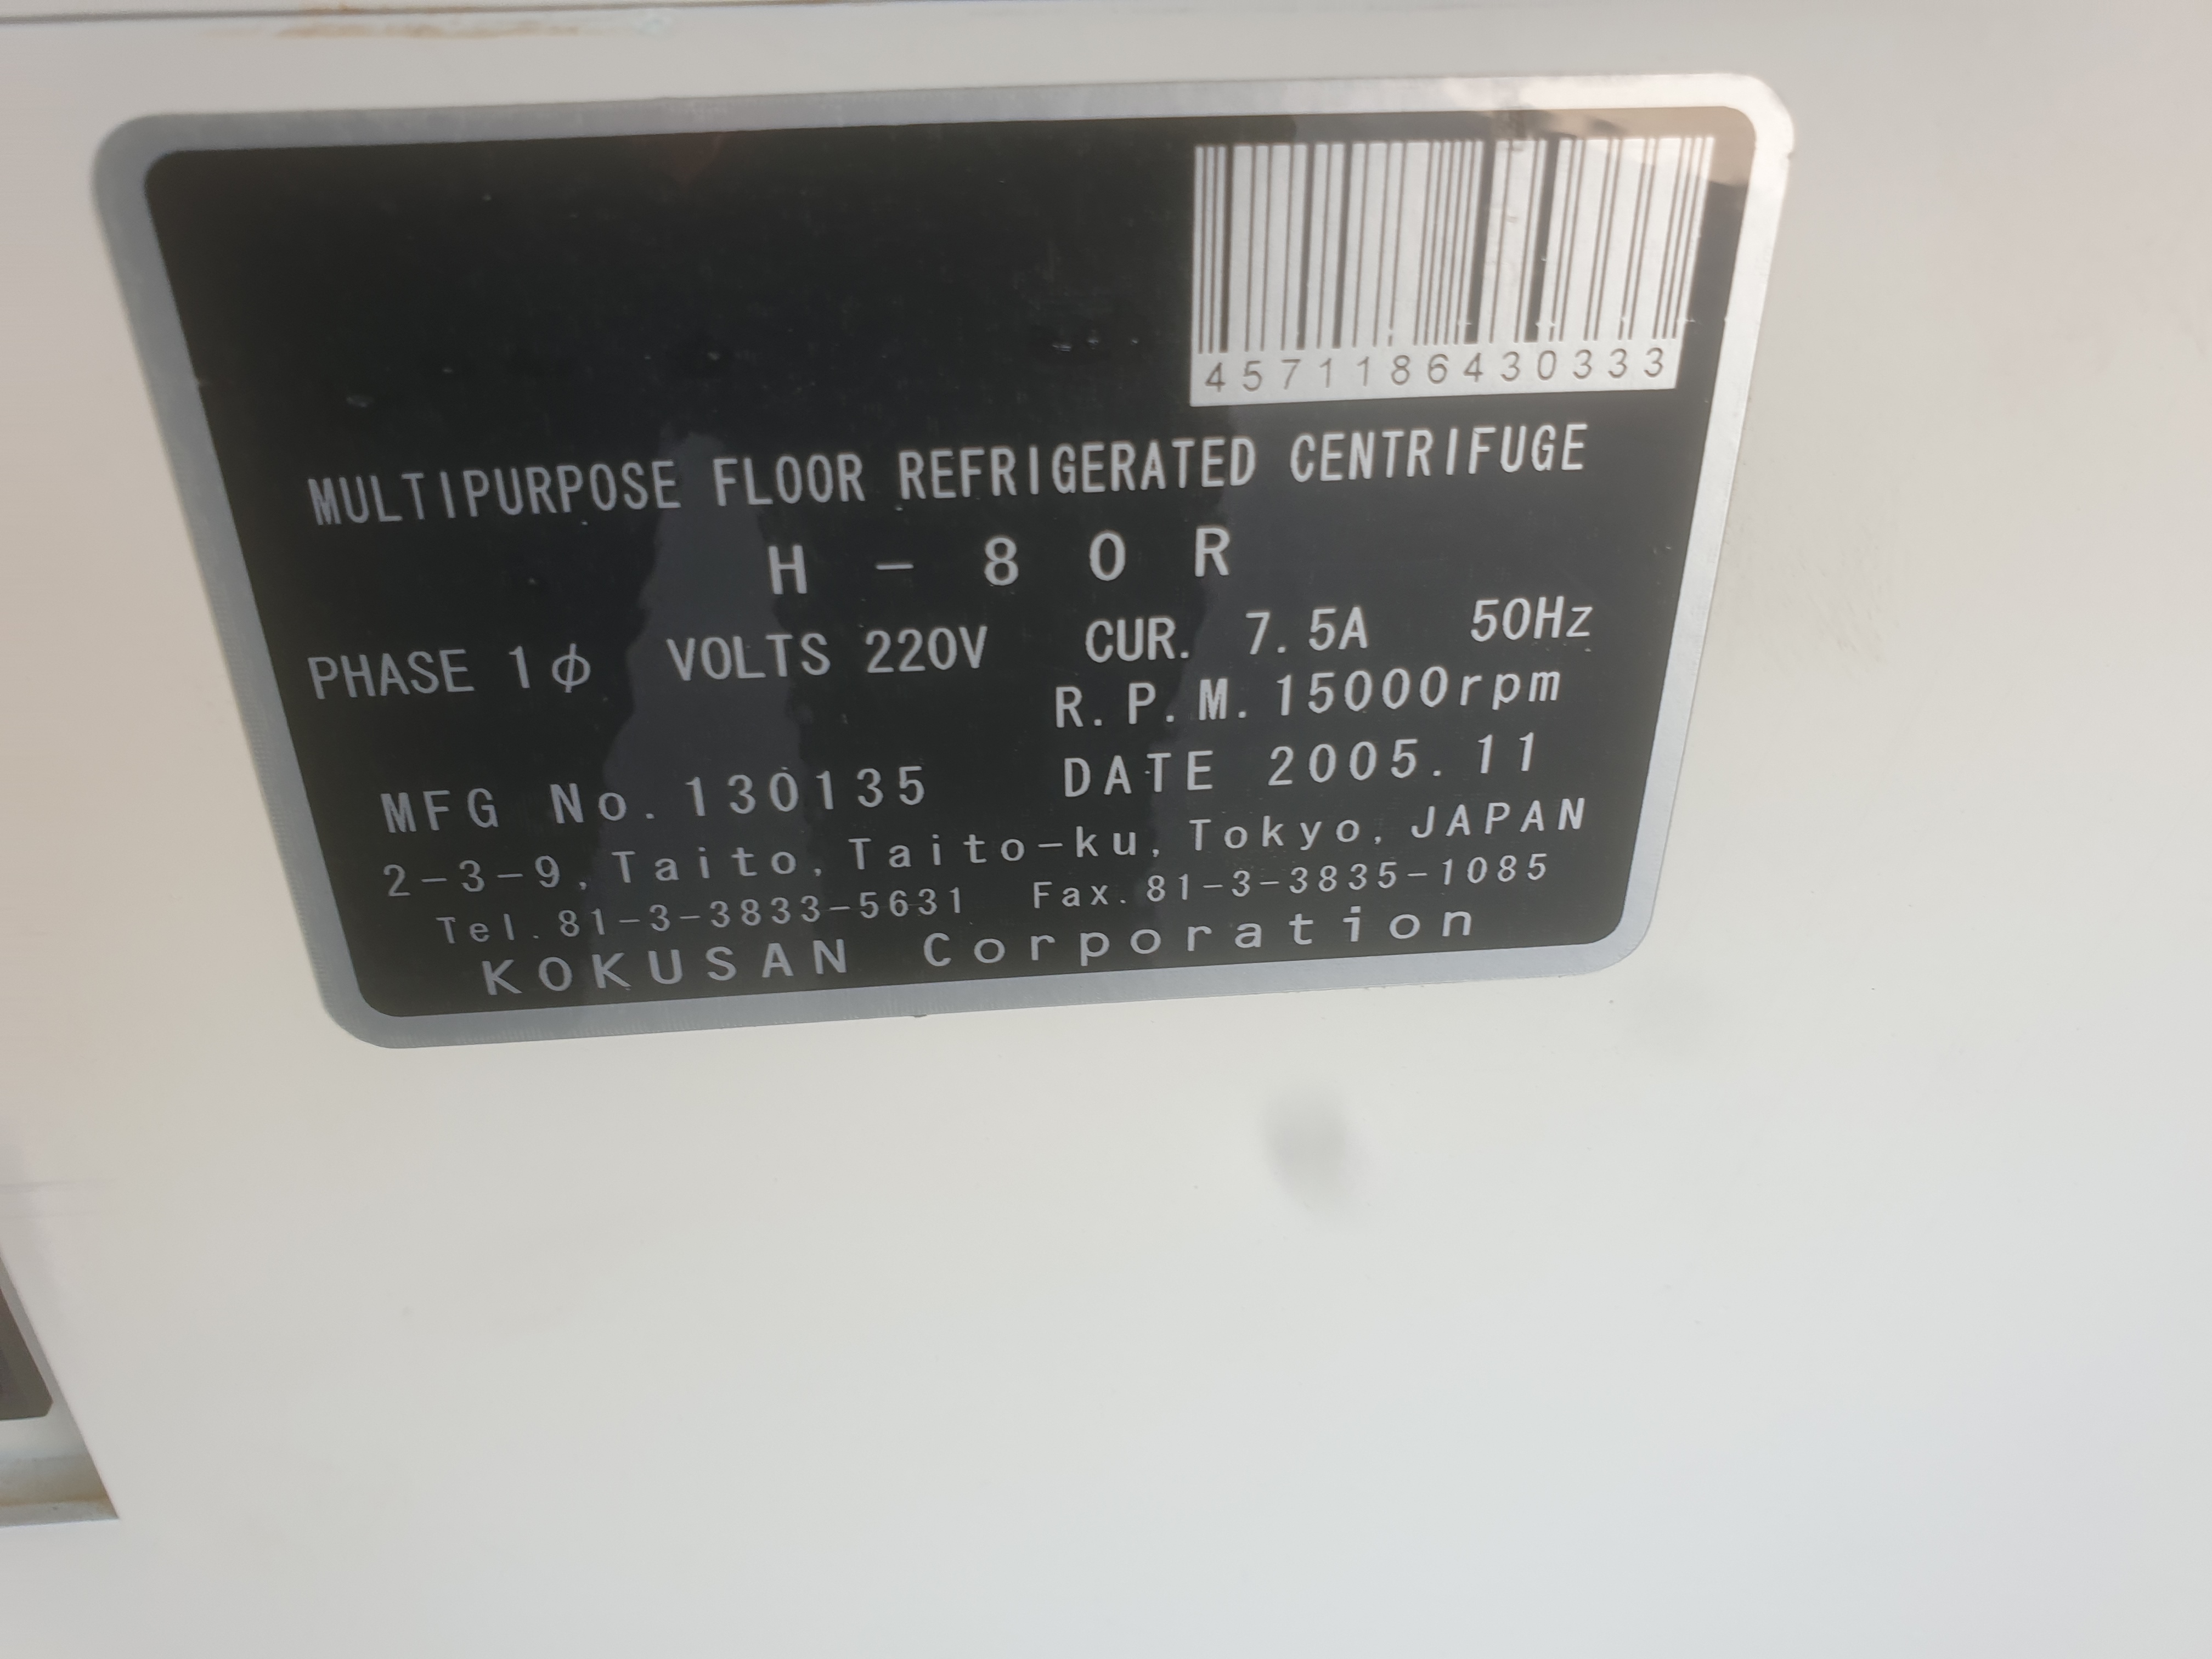 4571186430333
MULTIPURPOSE FLOOR REFRIGERATED CENTRIFUGE
H-80R
PHASE 1φ VOLTS 220V CUR. 7.5A 50Hz
R.P.M. 15000rpm
MFG No. 130135 DATE 2005.11
2-3-9, Taito, Taito-ku, Tokyo, JAPAN
Tel. 81-3-3833-5631 Fax. 81-3-3835-1085
KOKUSAN Corporation